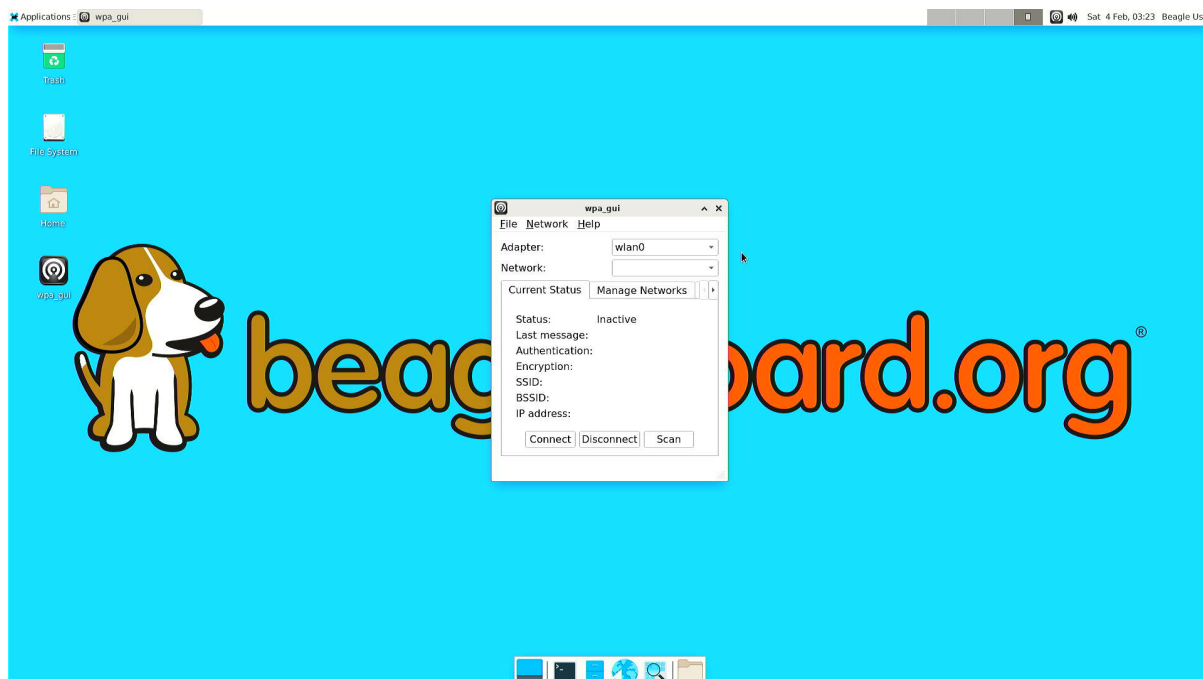 Applications
wpa_gui
Sat 4 Feb, 03:23 Beagle Us
Trash
File System
Home
wpa_gui
beag
oard.org®
wpa_gui
File Network Help
Adapter: wlan0
Network:
Current Status Manage Networks
Status: Inactive
Last message:
Authentication:
Encryption:
SSID:
BSSID:
IP address:
Connect Disconnect Scan